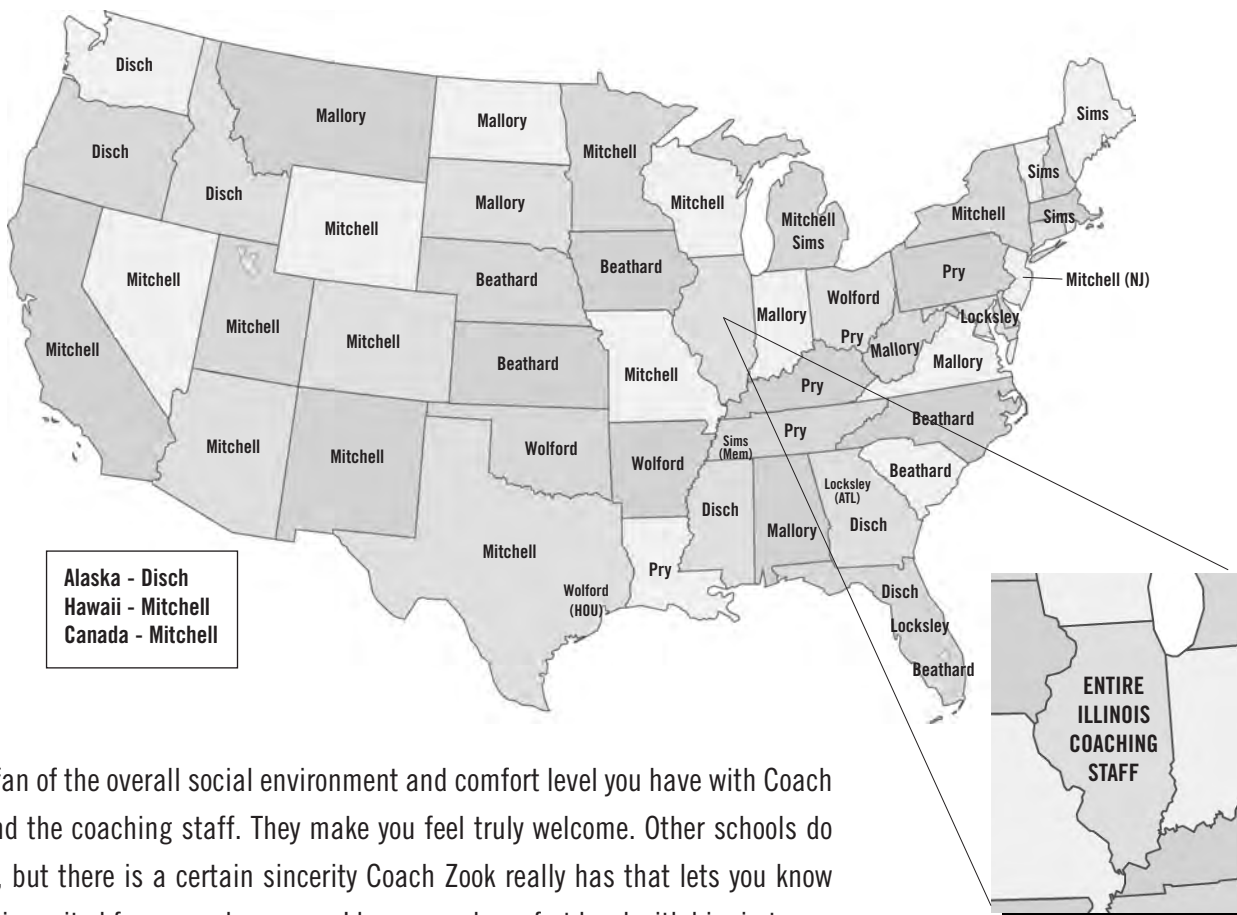 Disch
Mallory
Mallory
Mitchell
Sims
Disch
Disch
Mallory
Mitchell
Mitchell
Sims
Sims
Mitchell
Mitchell
Sims
Mitchell
Beathard
Beathard
Pry
Mitchell (NJ)
Mitchell
Mitchell
Mitchell
Mitchell
Beathard
Mitchell
Mallory
Wolford
Pry
Mallory
Locksley
Mallory
Pry
Mitchell
Mitchell
Wolford
Wolford
Sims
(Mem)
Pry
Beathard
Beathard
Mitchell
Wolford
(HOU)
Pry
Disch
Mallory
Locksley
(ATL)
Disch
Disch
Locksley
Beathard
Alaska - Disch
Hawaii - Mitchell
Canada - Mitchell
ENTIRE
ILLINOIS
COACHING
STAFF
fan of the overall social environment and comfort level you have with Coach
nd the coaching staff. They make you feel truly welcome. Other schools do
, but there is a certain sincerity Coach Zook really has that lets you know